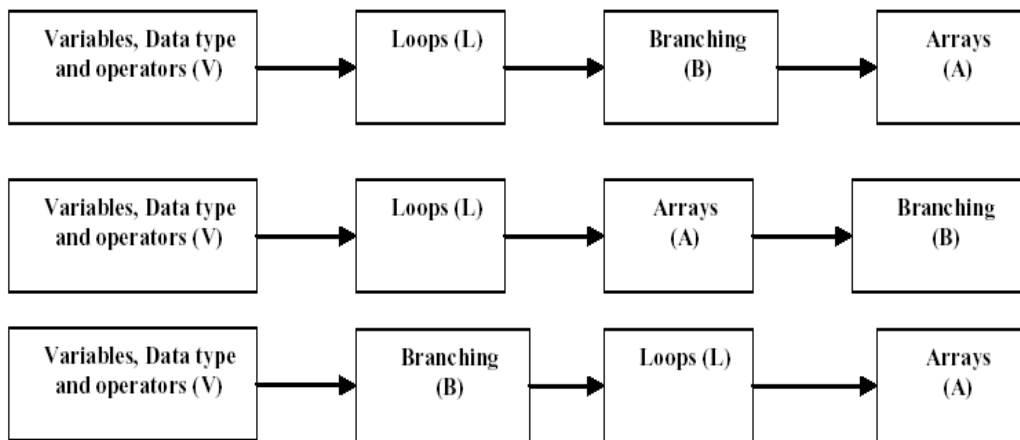 Variables, Data type
and operators (V)
Loops (L)
Branching
(B)
Arrays
(A)
Variables, Data type
and operators (V)
Loops (L)
Arrays
(A)
Branching
(B)
Variables, Data type
and operators (V)
Branching
(B)
Loops (L)
Arrays
(A)